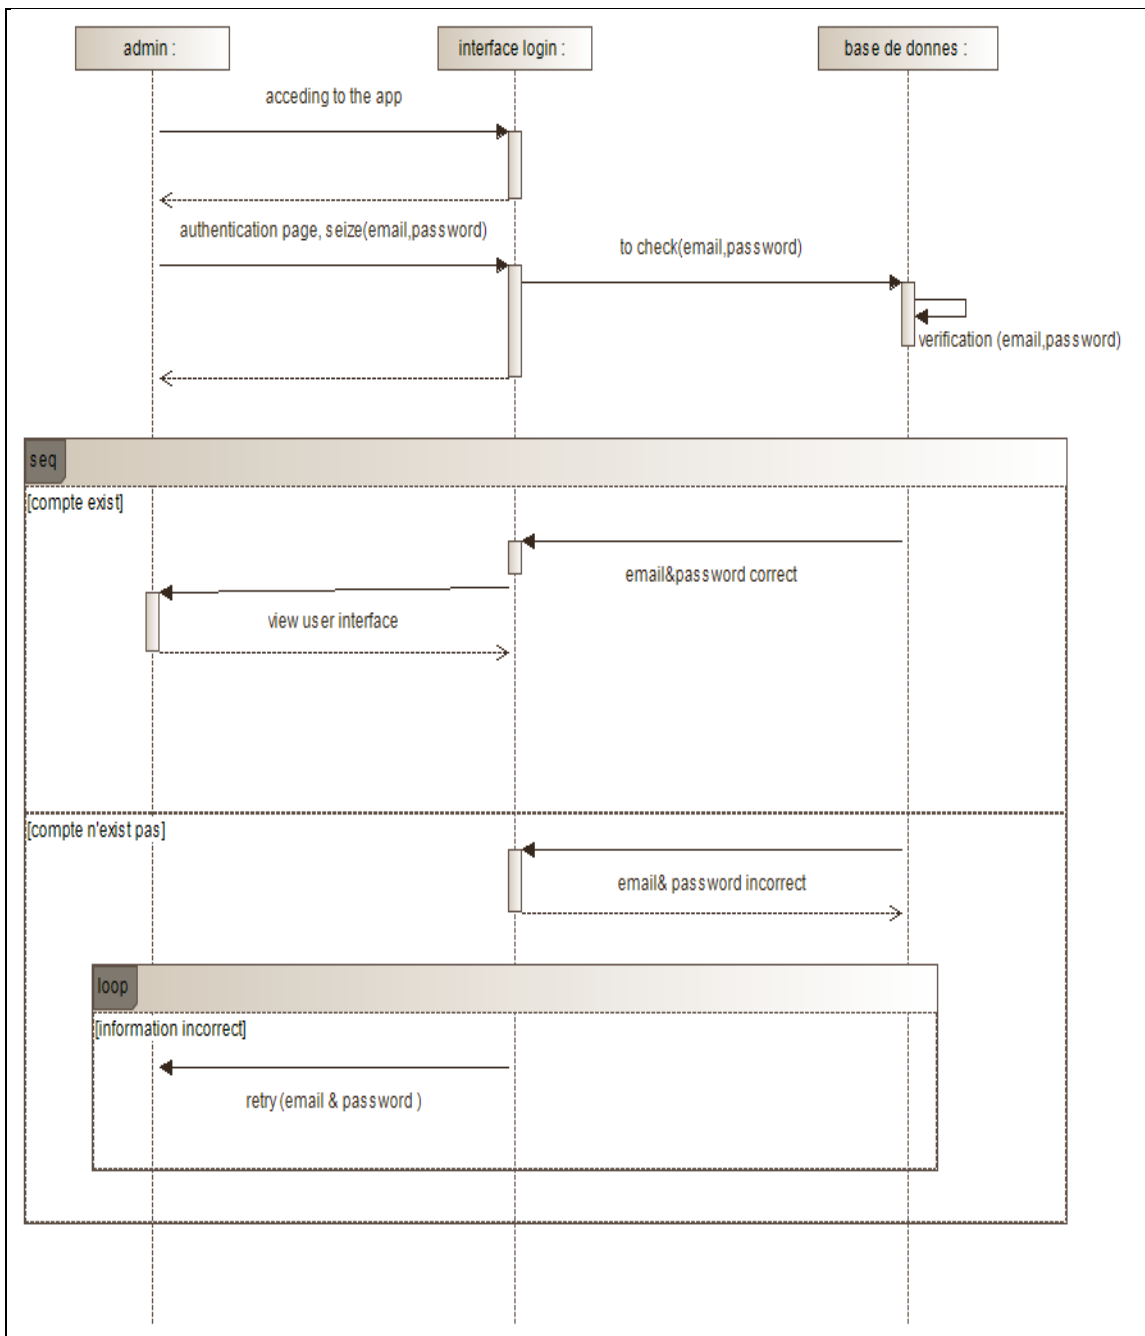 admin :
interface login :
base de donnes :
acceding to the app
authentication page, seize(email,password)
to check(email,password)
verification (email,password)
seq
[compte exist]
email&password correct
view user interface
[compte n'exist pas]
email& password incorrect
loop
[information incorrect]
retry (email & password )